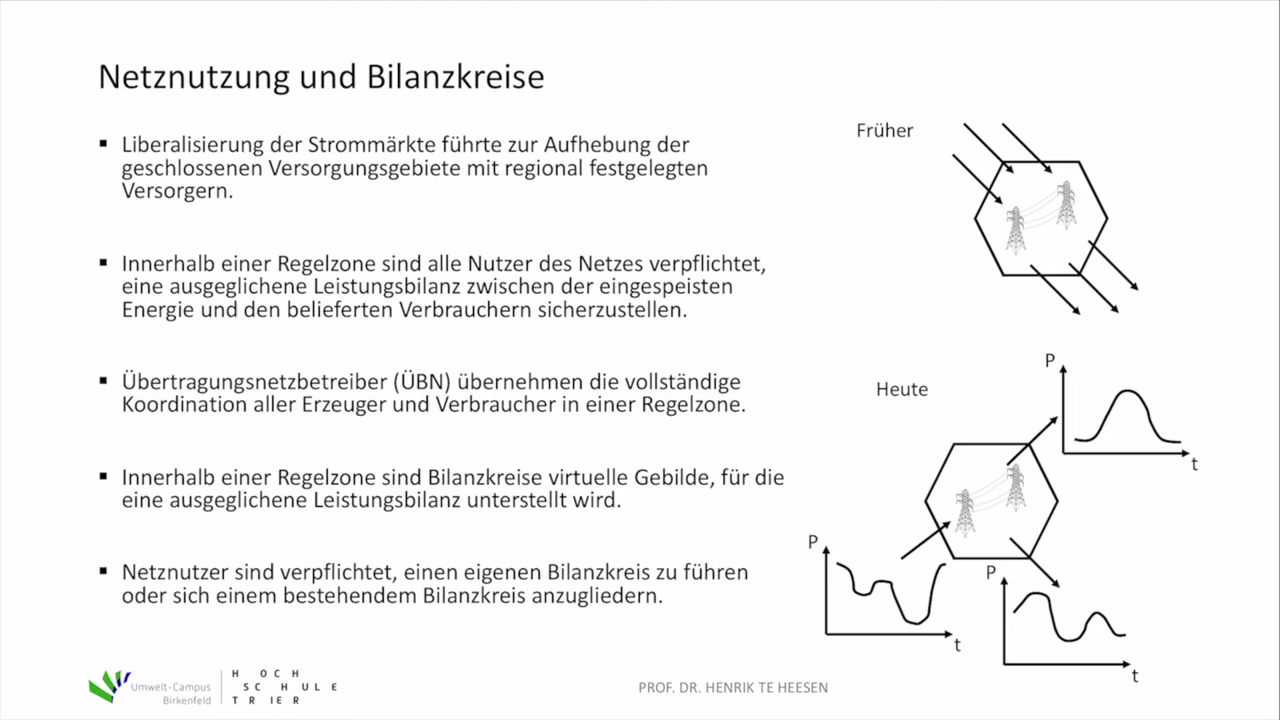 Netznutzung und Bilanzkreise
Liberalisierung der Strommärkte führte zur Aufhebung der
geschlossenen Versorgungsgebiete mit regional festgelegten
Versorgern.
Innerhalb einer Regelzone sind alle Nutzer des Netzes verpflichtet,
eine ausgeglichene Leistungsbilanz zwischen der eingespeisten
Energie und den belieferten Verbrauchern sicherzustellen.
Übertragungsnetzbetreiber (ÜBN) übernehmen die vollständige
Koordination aller Erzeuger und Verbraucher in einer Regelzone.
Innerhalb einer Regelzone sind Bilanzkreise virtuelle Gebilde, für die
eine ausgeglichene Leistungsbilanz unterstellt wird.
Netznutzer sind verpflichtet, einen eigenen Bilanzkreis zu führen
oder sich einem bestehendem Bilanzkreis anzugliedern.
Früher
Heute
P
t
P
t
P
t
Umwelt-Campus
Birkenfeld
HOCH
SCHULE
TRIER
PROF. DR. HENRIK TE HEESEN